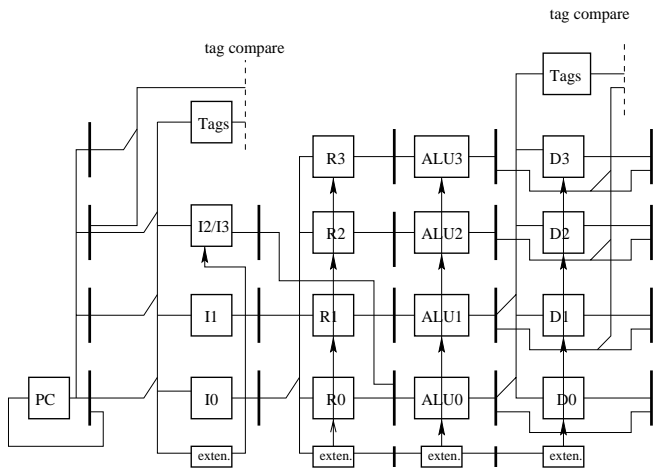 tag compare
tag compare
Tags
Tags
R3
ALU3
D3
I2/I3
R2
ALU2
D2
I1
R1
ALU1
D1
PC
I0
R0
ALU0
D0
exten.
exten.
exten.
exten.